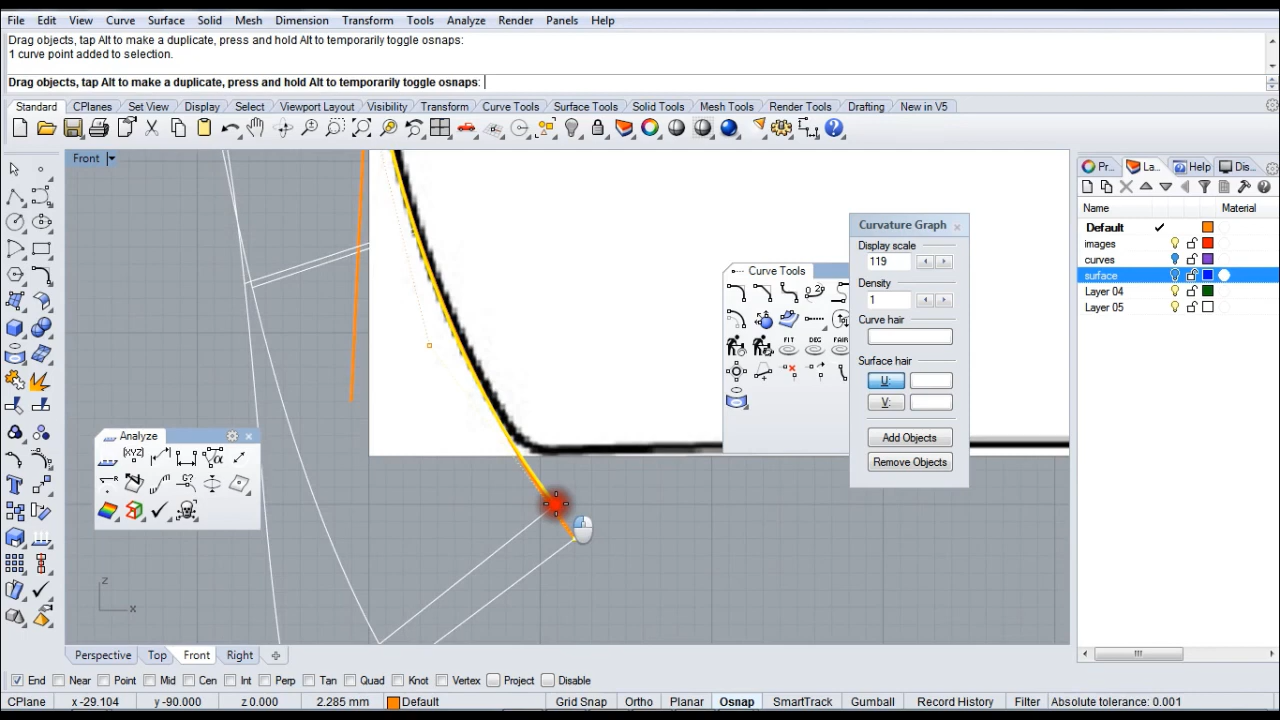 File Edit View Curve Surface Solid Mesh Dimension Transform Tools Analyze Render Panels Help
Drag objects, tap Alt to make a duplicate, press and hold Alt to temporarily toggle osnaps:
1 curve point added to selection.
Drag objects, tap Alt to make a duplicate, press and hold Alt to temporarily toggle osnaps:
Standard CPlanes Set View Display Select Viewport Layout Visibility Transform Curve Tools Surface Tools Solid Tools Mesh Tools Render Tools Drafting New in V5
Front
Pr... La... Help Dis...
Name Material
Default
images
curves
surface
Layer 04
Layer 05
Curvature Graph
Display scale
119
Density
1
Curve hair
Surface hair
U:
V:
Add Objects
Remove Objects
Curve Tools
FIT DEG FAIR
Analyze
(XYZ)
G?
z
x
Perspective Top Front Right
End Near Point Mid Cen Int Perp Tan Quad Knot Vertex Project Disable
CPlane x -29.104 y -90.000 z 0.000 2.285 mm Default Grid Snap Ortho Planar Osnap SmartTrack Gumball Record History Filter Absolute tolerance: 0.001